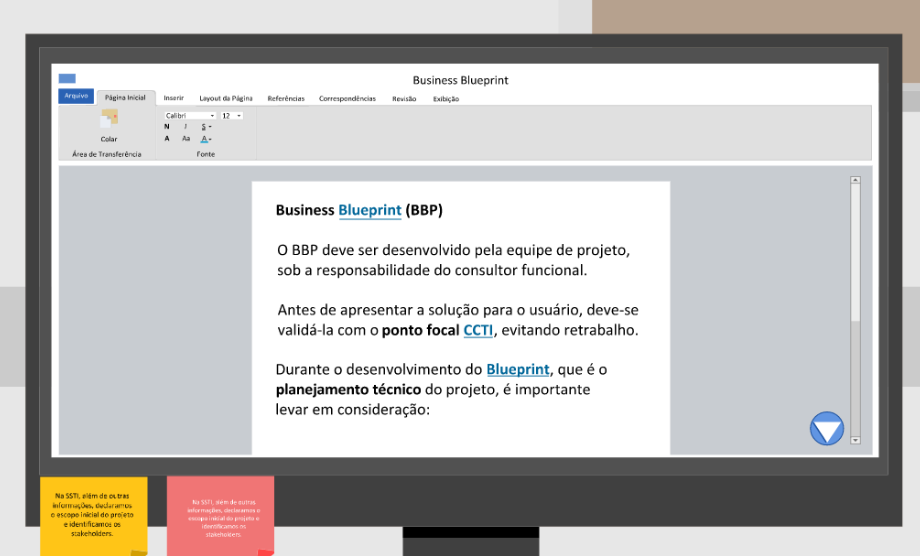 Business Blueprint
Arquivo Página Inicial Inserir Layout da Página Referências Correspondências Revisão Exibição
Calibri 12
N I S
Colar A Aa A
Área de Transferência Fonte
Business Blueprint (BBP)
O BBP deve ser desenvolvido pela equipe de projeto,
sob a responsabilidade do consultor funcional.
Antes de apresentar a solução para o usuário, deve-se
validá-la com o ponto focal CCTI, evitando retrabalho.
Durante o desenvolvimento do Blueprint, que é o
planejamento técnico do projeto, é importante
levar em consideração:
Na SSTI, além de outras
informações, declaramos
o escopo inicial do projeto
e identificamos os
stakeholders.
Na SSTI, além de outras
informações, declaramos o
escopo inicial do projeto e
identificamos os
stakeholders.